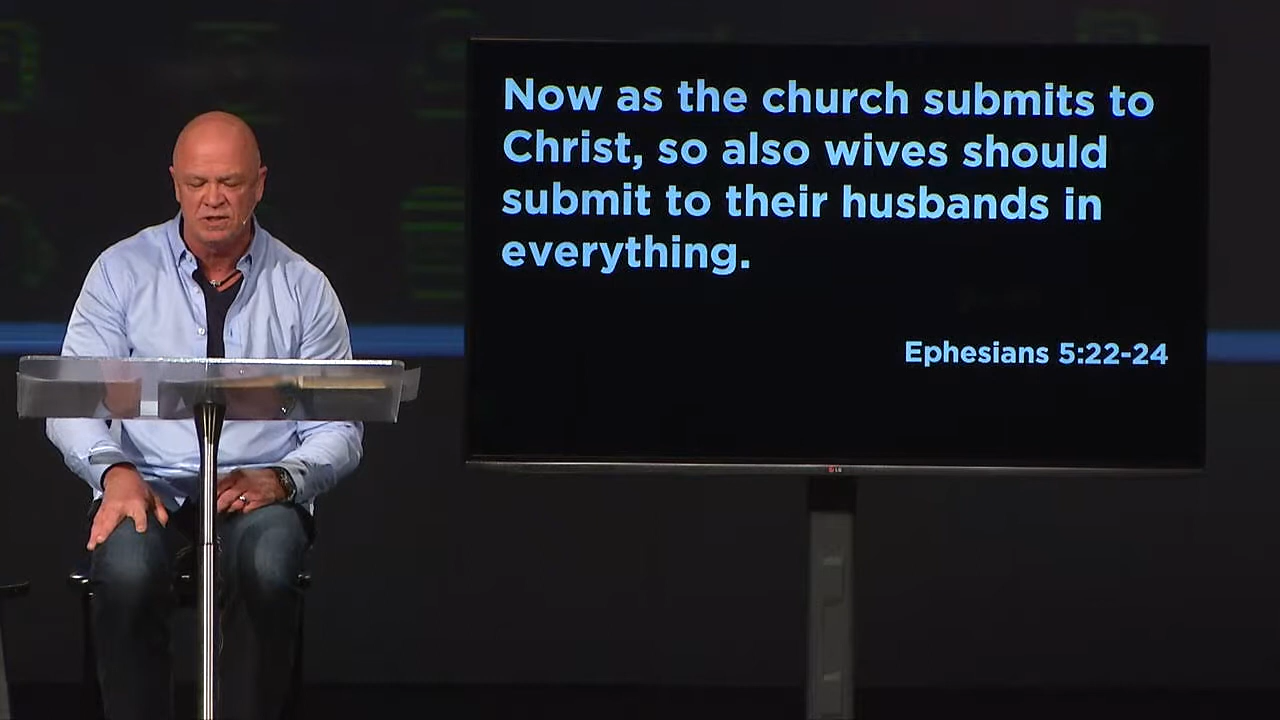 Now as the church submits to
Christ, so also wives should
submit to their husbands in
everything.
Ephesians 5:22-24
LG